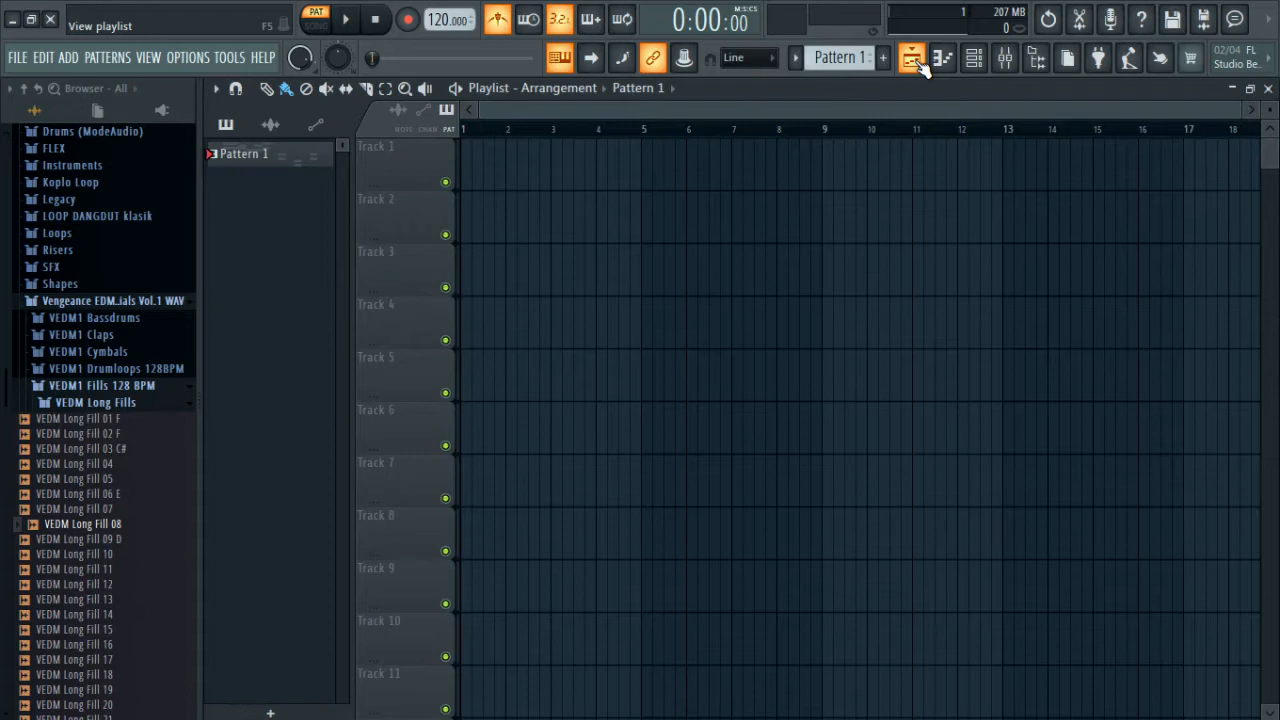 View playlist
F5
PAT
SONG
120.000
3.2.
0:00:00
M:S:CS
1
207 MB
0
FILE EDIT ADD PATTERNS VIEW OPTIONS TOOLS HELP
Line
Pattern 1
+
02/04 FL
Studio Be..
Browser - All
Playlist - Arrangement
Pattern 1
NOTE CHAN PAT
1 2 3 4 5 6 7 8 9 10 11 12 13 14 15 16 17 18
Drums (ModeAudio)
FLEX
Instruments
Koplo Loop
Legacy
LOOP DANGDUT klasik
Loops
Risers
SFX
Shapes
Vengeance EDM..ials Vol.1 WAV
VEDM1 Bassdrums
VEDM1 Claps
VEDM1 Cymbals
VEDM1 Drumloops 128BPM
VEDM1 Fills 128 BPM
VEDM Long Fills
VEDM Long Fill 01 F
VEDM Long Fill 02 F
VEDM Long Fill 03 C#
VEDM Long Fill 04
VEDM Long Fill 05
VEDM Long Fill 06 E
VEDM Long Fill 07
VEDM Long Fill 08
VEDM Long Fill 09 D
VEDM Long Fill 10
VEDM Long Fill 11
VEDM Long Fill 12
VEDM Long Fill 13
VEDM Long Fill 14
VEDM Long Fill 15
VEDM Long Fill 16
VEDM Long Fill 17
VEDM Long Fill 18
VEDM Long Fill 19
VEDM Long Fill 20
Pattern 1
+
Track 1
Track 2
Track 3
Track 4
Track 5
Track 6
Track 7
Track 8
Track 9
Track 10
Track 11